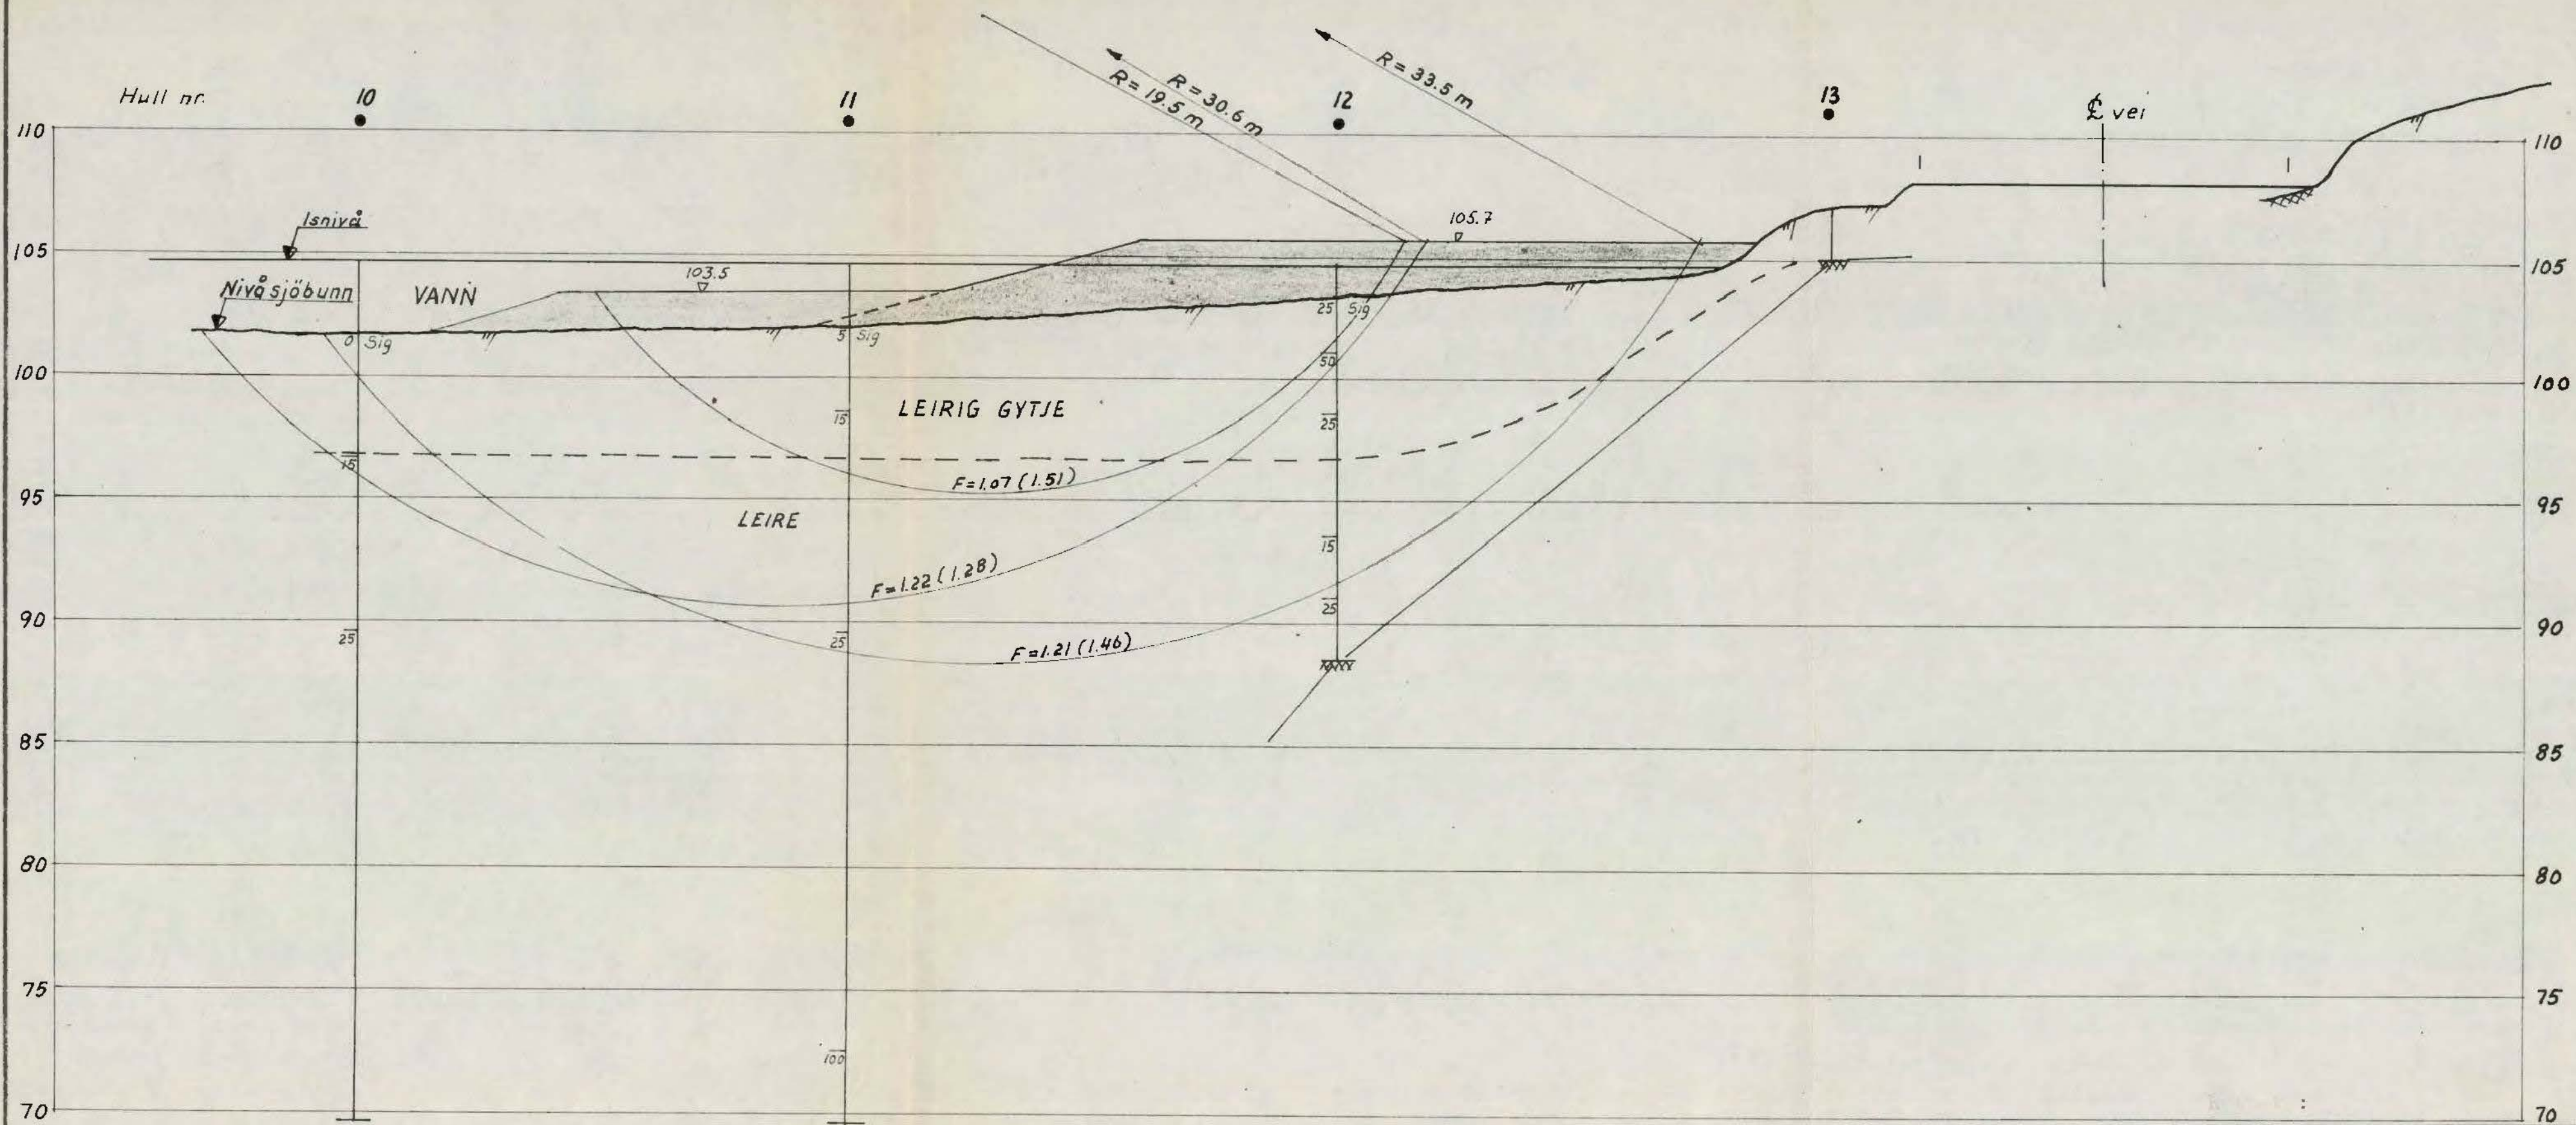 R = 33.5 m
R = 30.6 m
R = 19.5 m
Hull nr. 10 11 12 13 ℄ vei
110 110
Isnivå
105.7
105 105
103.5
Nivå sjöbunn VANN
25 Sig
0 Sig 5 Sig
50
100 100
15 LEIRIG GYTJE
25
15
F=1.07 (1.51)
95 95
LEIRE
15
F=1.22 (1.28)
25
90 90
25 25
F=1.21 (1.46)
85 85
80 80
75 75
100
70 70